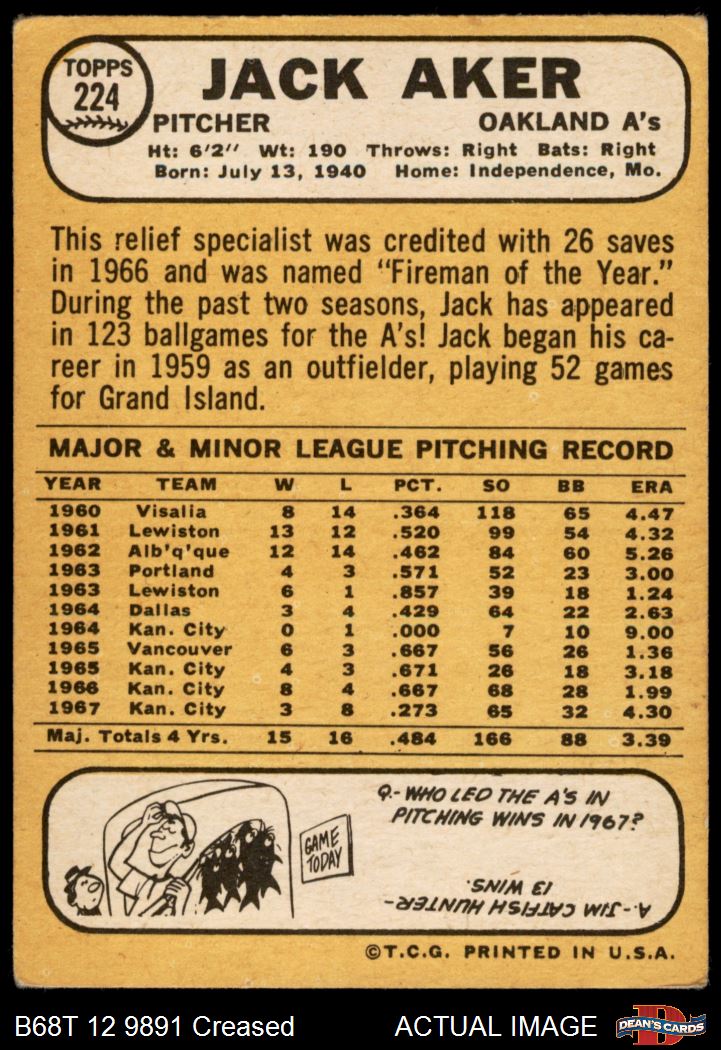 TOPPS
224
JACK AKER
PITCHER OAKLAND A's
Ht: 6'2" Wt: 190 Throws: Right Bats: Right
Born: July 13, 1940 Home: Independence, Mo.
This relief specialist was credited with 26 saves
in 1966 and was named "Fireman of the Year."
During the past two seasons, Jack has appeared
in 123 ballgames for the A's! Jack began his ca-
reer in 1959 as an outfielder, playing 52 games
for Grand Island.
MAJOR & MINOR LEAGUE PITCHING RECORD
YEAR TEAM W L PCT. SO BB ERA
1960 Visalia 8 14 .364 118 65 4.47
1961 Lewiston 13 12 .520 99 54 4.32
1962 Alb'q'que 12 14 .462 84 60 5.26
1963 Portland 4 3 .571 52 23 3.00
1963 Lewiston 6 1 .857 39 18 1.24
1964 Dallas 3 4 .429 64 22 2.63
1964 Kan. City 0 1 .000 7 10 9.00
1965 Vancouver 6 3 .667 56 26 1.36
1965 Kan. City 4 3 .671 26 18 3.18
1966 Kan. City 8 4 .667 68 28 1.99
1967 Kan. City 3 8 .273 65 32 4.30
Maj. Totals 4 Yrs. 15 16 .484 166 88 3.39
GAME
TODAY
Q.- WHO LED THE A'S IN
PITCHING WINS IN 1967?
A.- JIM CATFISH HUNTER-
13 WINS.
©T.C.G. PRINTED IN U.S.A.
B68T 12 9891 Creased ACTUAL IMAGE
D
DEAN'S CARDS